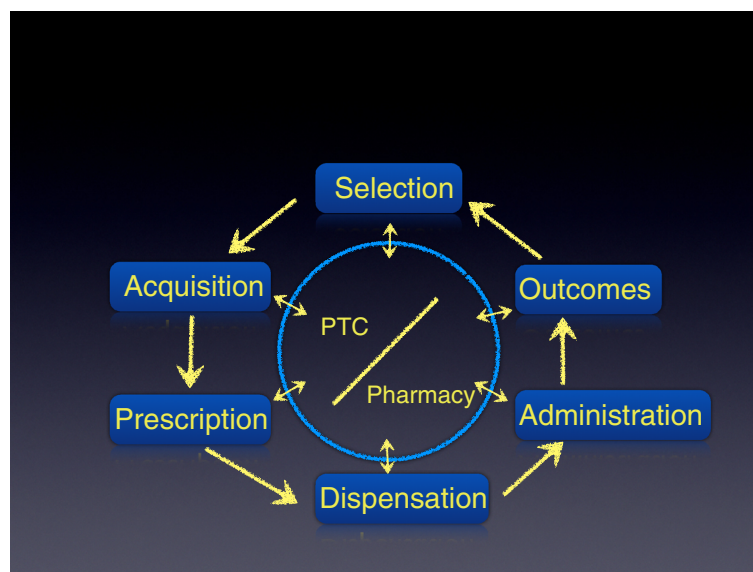 Selection
Acquisition
Outcomes
PTC
Pharmacy
Prescription
Administration
Dispensation